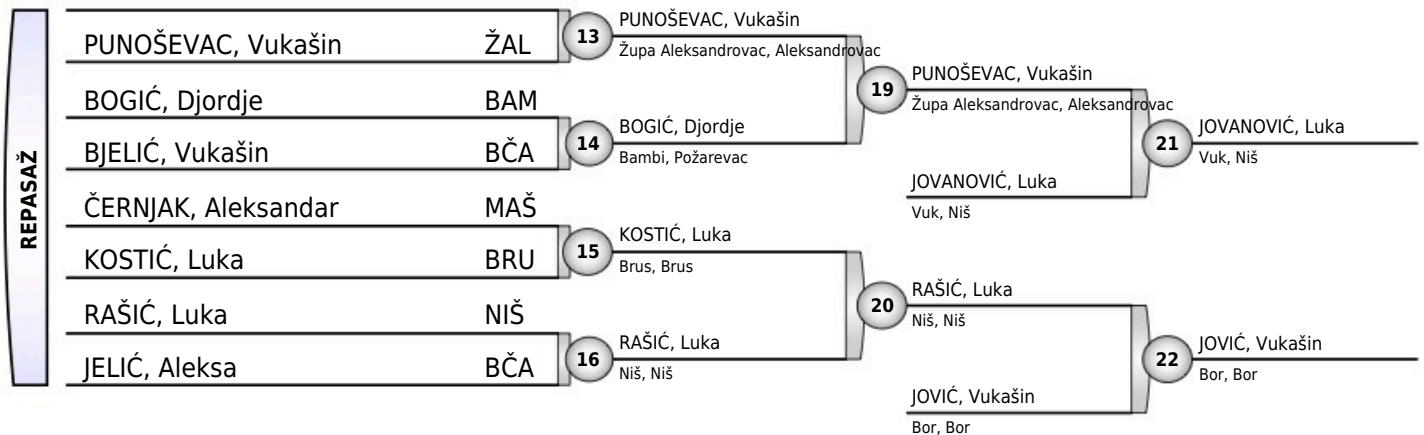 REPASAŽ
PUNOŠEVAC, Vukašin ŽAL
BOGIĆ, Djordje BAM
BJELIĆ, Vukašin BČA
ČERNJAK, Aleksandar MAŠ
KOSTIĆ, Luka BRU
RAŠIĆ, Luka NIŠ
JELIĆ, Aleksa BČA
13
PUNOŠEVAC, Vukašin
Župa Aleksandrovac, Aleksandrovac
14
BOGIĆ, Djordje
Bambi, Požarevac
15
KOSTIĆ, Luka
Brus, Brus
16
RAŠIĆ, Luka
Niš, Niš
19
PUNOŠEVAC, Vukašin
Župa Aleksandrovac, Aleksandrovac
JOVANOVIĆ, Luka
Vuk, Niš
20
RAŠIĆ, Luka
Niš, Niš
JOVIĆ, Vukašin
Bor, Bor
21
JOVANOVIĆ, Luka
Vuk, Niš
22
JOVIĆ, Vukašin
Bor, Bor